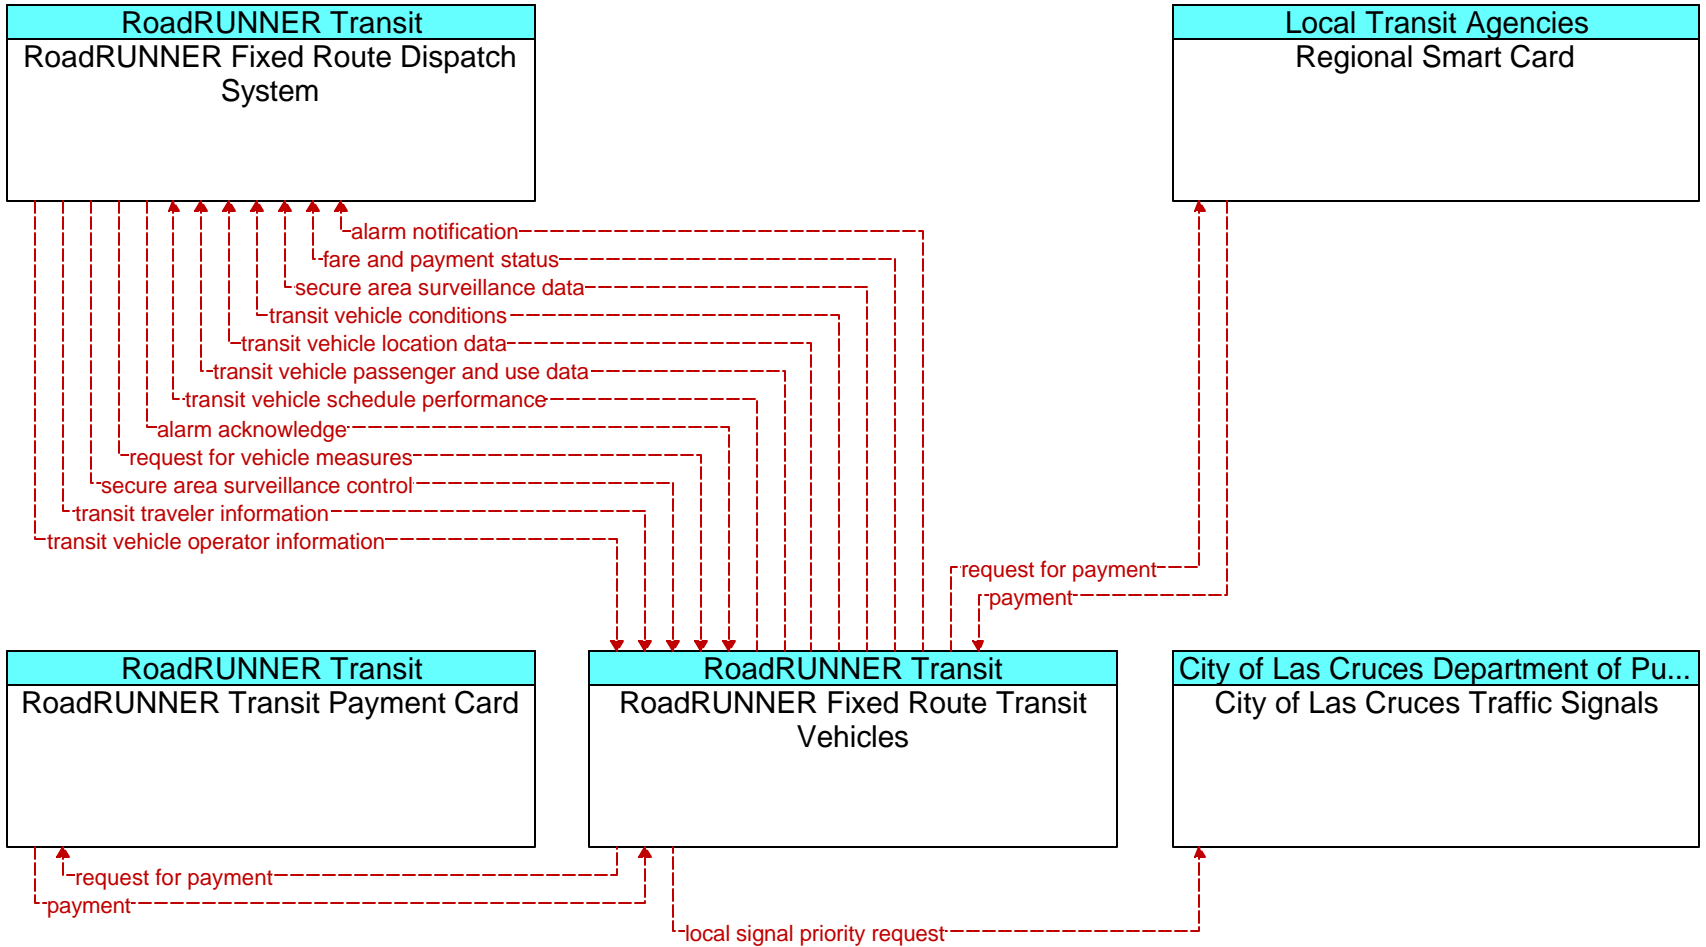 RoadRUNNER Transit
RoadRUNNER Fixed Route Dispatch
System
Local Transit Agencies
Regional Smart Card
alarm notification
fare and payment status
secure area surveillance data
transit vehicle conditions
transit vehicle location data
transit vehicle passenger and use data
transit vehicle schedule performance
alarm acknowledge
request for vehicle measures
secure area surveillance control
transit traveler information
transit vehicle operator information
request for payment
payment
RoadRUNNER Transit
RoadRUNNER Transit Payment Card
RoadRUNNER Transit
RoadRUNNER Fixed Route Transit
Vehicles
City of Las Cruces Department of Pu...
City of Las Cruces Traffic Signals
request for payment
payment
local signal priority request